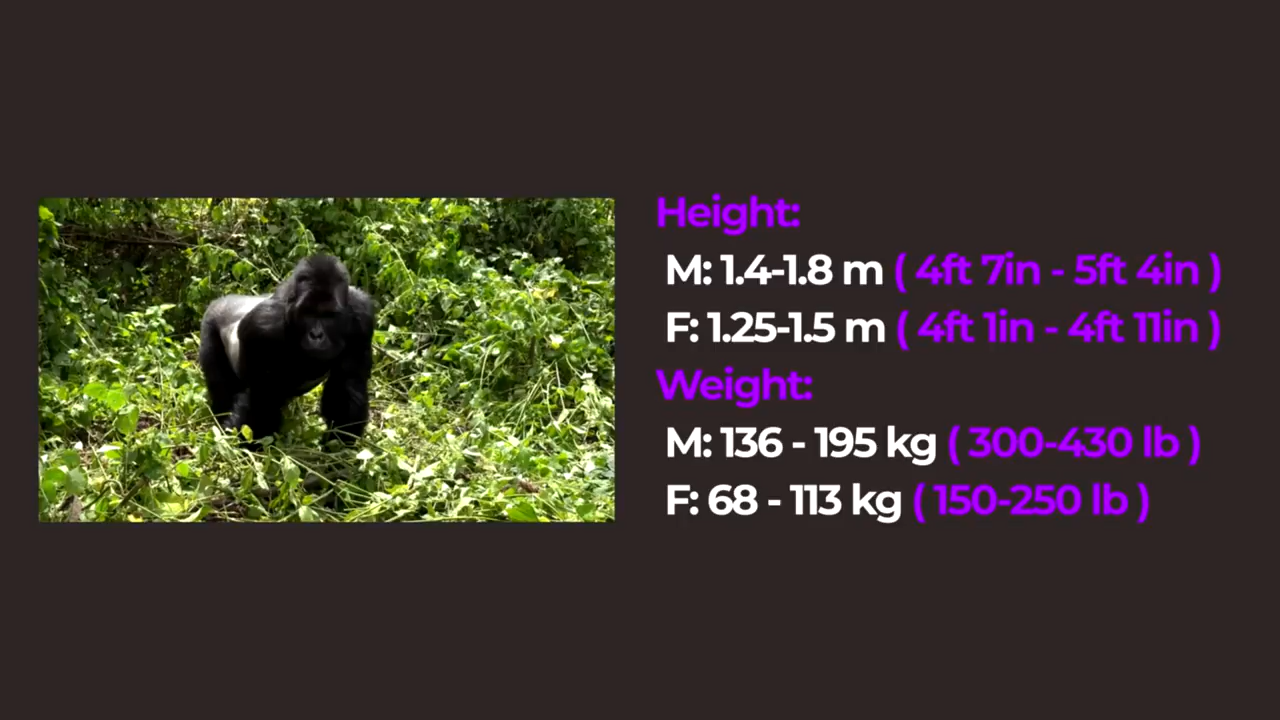 Height:
M: 1.4-1.8 m ( 4ft 7in - 5ft 4in )
F: 1.25-1.5 m ( 4ft 1in - 4ft 11in )
Weight:
M: 136 - 195 kg ( 300-430 lb )
F: 68 - 113 kg ( 150-250 lb )